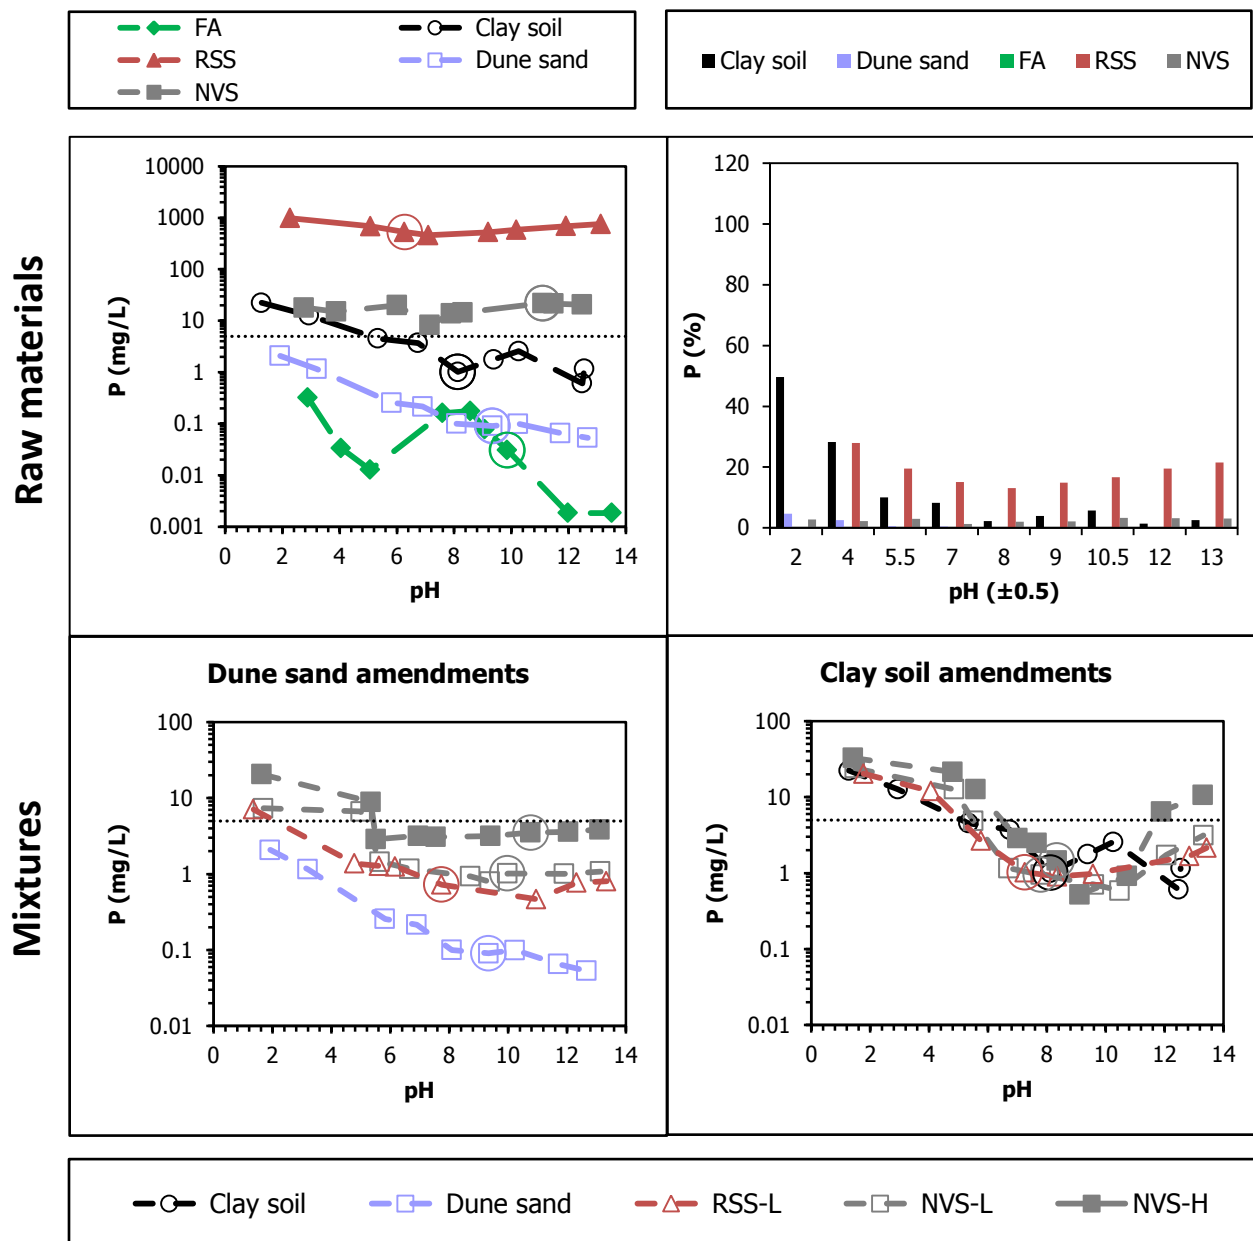 FA
Clay soil
RSS
Dune sand
NVS
Clay soil Dune sand FA RSS NVS
Raw materials
10000
1000
100
10
1
0.1
0.01
0.001
P (mg/L)
0 2 4 6 8 10 12 14
pH
120
100
80
60
40
20
0
P (%)
2 4 5.5 7 8 9 10.5 12 13
pH (±0.5)
Mixtures
Dune sand amendments
100
10
1
0.1
0.01
P (mg/L)
0 2 4 6 8 10 12 14
pH
Clay soil amendments
100
10
1
0.1
0.01
P (mg/L)
0 2 4 6 8 10 12 14
pH
Clay soil Dune sand RSS-L NVS-L NVS-H